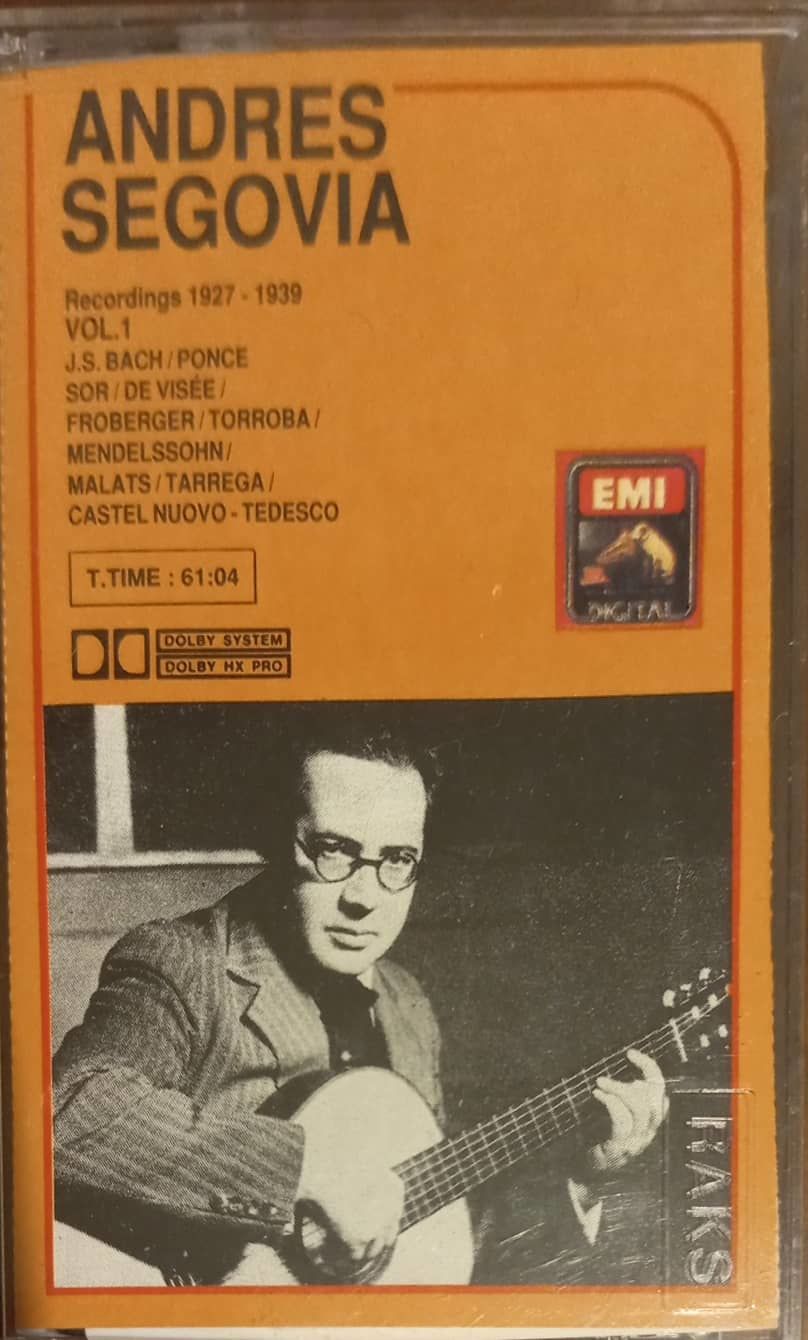 ANDRES
SEGOVIA
Recordings 1927 - 1939
VOL.1
J.S. BACH / PONCE
SOR / DE VISÉE /
FROBERGER / TORROBA /
MENDELSSOHN /
MALATS / TARREGA /
CASTEL NUOVO - TEDESCO
EMI
DIGITAL
T.TIME : 61:04
DOLBY SYSTEM
DOLBY HX PRO
RAKS